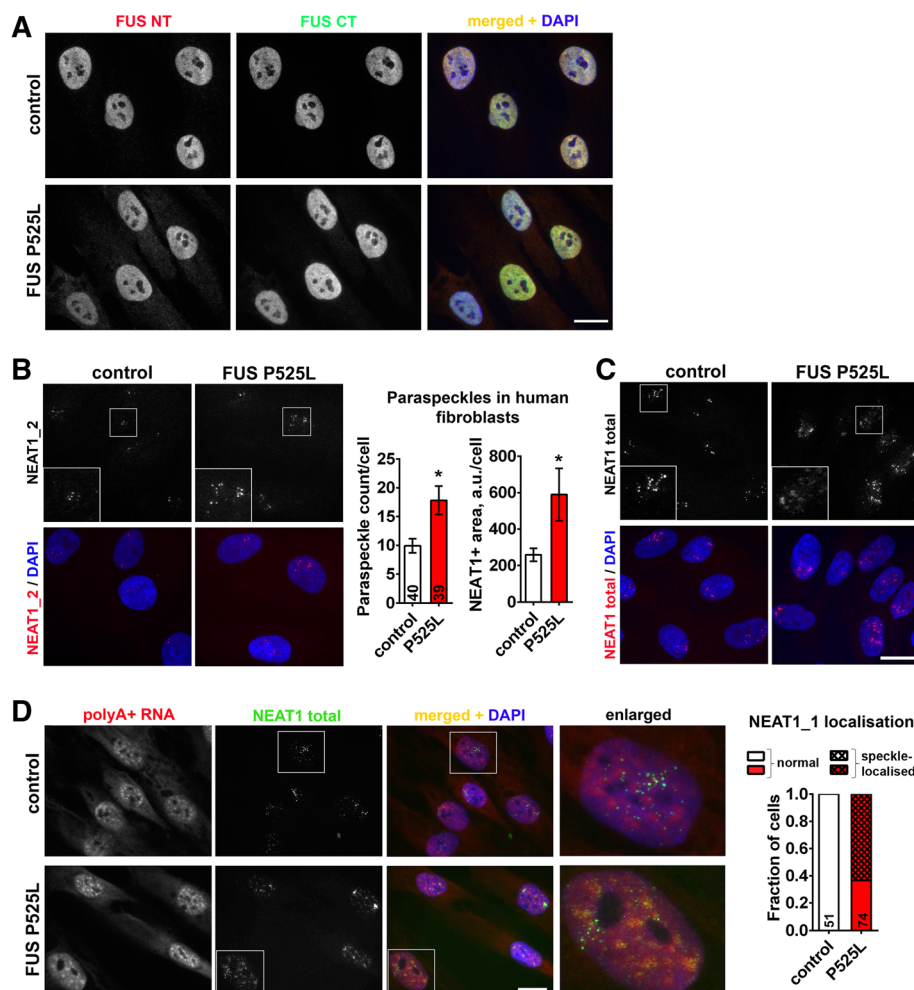 A
FUS NT
FUS CT
merged + DAPI
control
FUS P525L
B
control
FUS P525L
NEAT1_2
NEAT1_2 / DAPI
Paraspeckles in human
fibroblasts
Paraspeckle count/cell
25
20
15
10
5
0
40
39
*
control
P525L
NEAT1+ area, a.u./cell
800
600
400
200
0
*
control
P525L
C
control
FUS P525L
NEAT1 total
NEAT1 total / DAPI
D
polyA+ RNA
NEAT1 total
merged + DAPI
enlarged
control
FUS P525L
NEAT1_1 localisation
normal
speckle-
localised
Fraction of cells
1.0
0.8
0.6
0.4
0.2
0.0
51
74
control
P525L